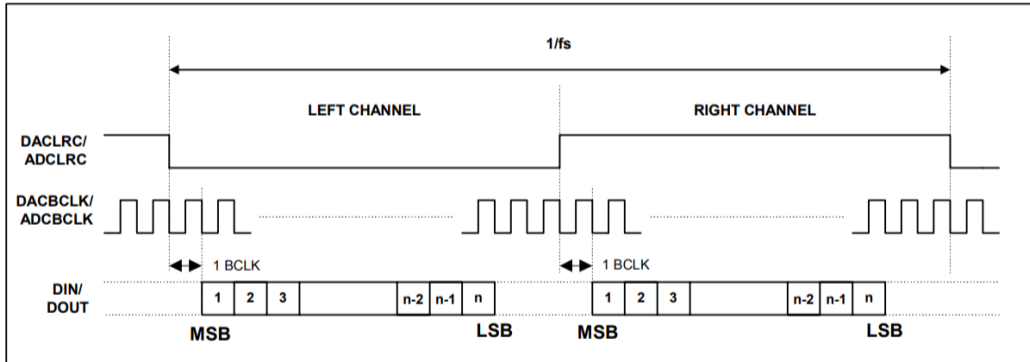 1/fs
LEFT CHANNEL RIGHT CHANNEL
DACLRC/
ADCLRC
DACBCLK/
ADCBCLK
1 BCLK 1 BCLK
DIN/
DOUT
1 2 3 n-2 n-1 n 1 2 3 n-2 n-1 n
MSB LSB MSB LSB